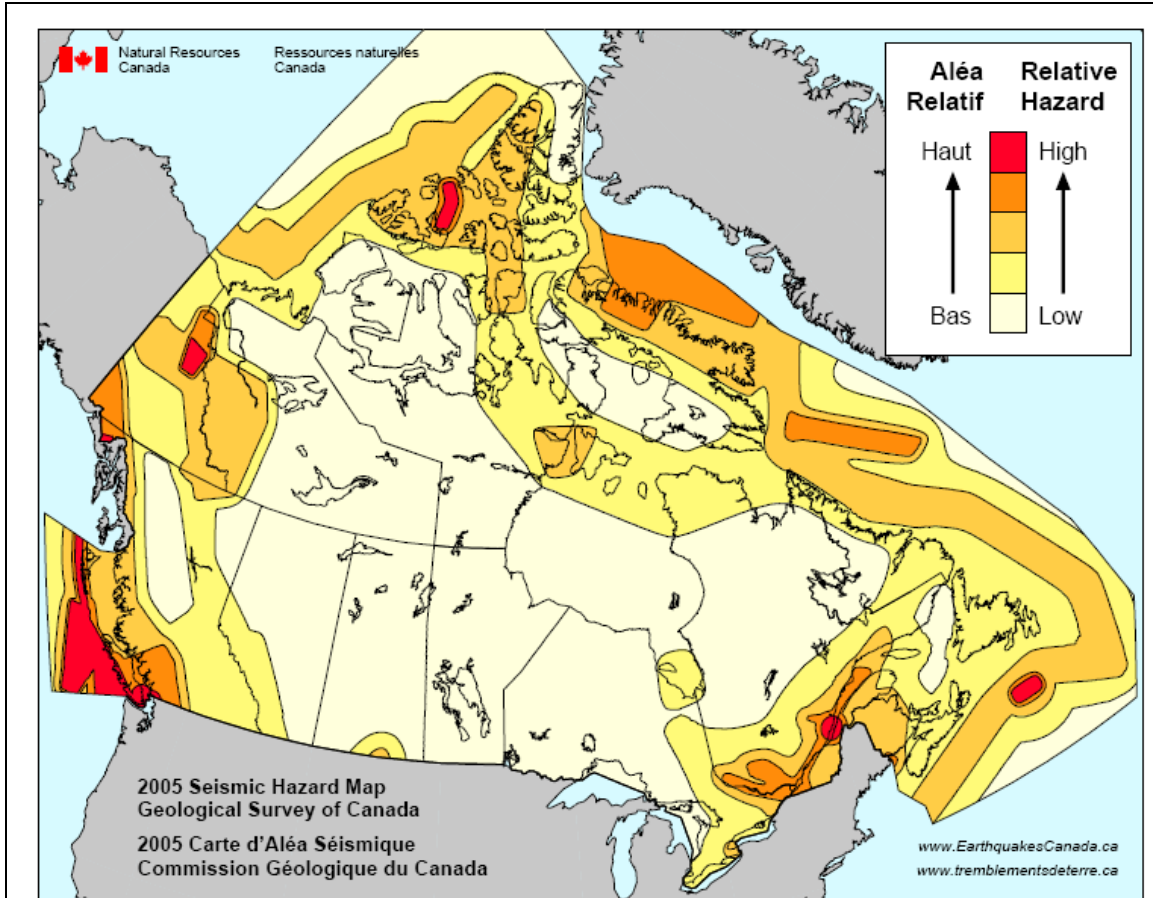 Natural Resources
Canada
Ressources naturelles
Canada
Aléa
Relatif
Relative
Hazard
Haut
High
Bas
Low
2005 Seismic Hazard Map
Geological Survey of Canada
2005 Carte d'Aléa Séismique
Commission Géologique du Canada
www.EarthquakesCanada.ca
www.tremblementsdeterre.ca